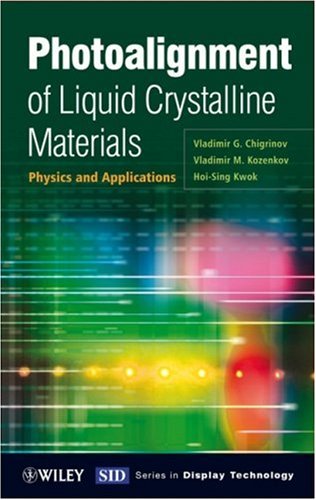 Photoalignment
of Liquid Crystalline
Materials
Physics and Applications
Vladimir G. Chigrinov
Vladimir M. Kozenkov
Hoi-Sing Kwok
WILEY SID Series in Display Technology